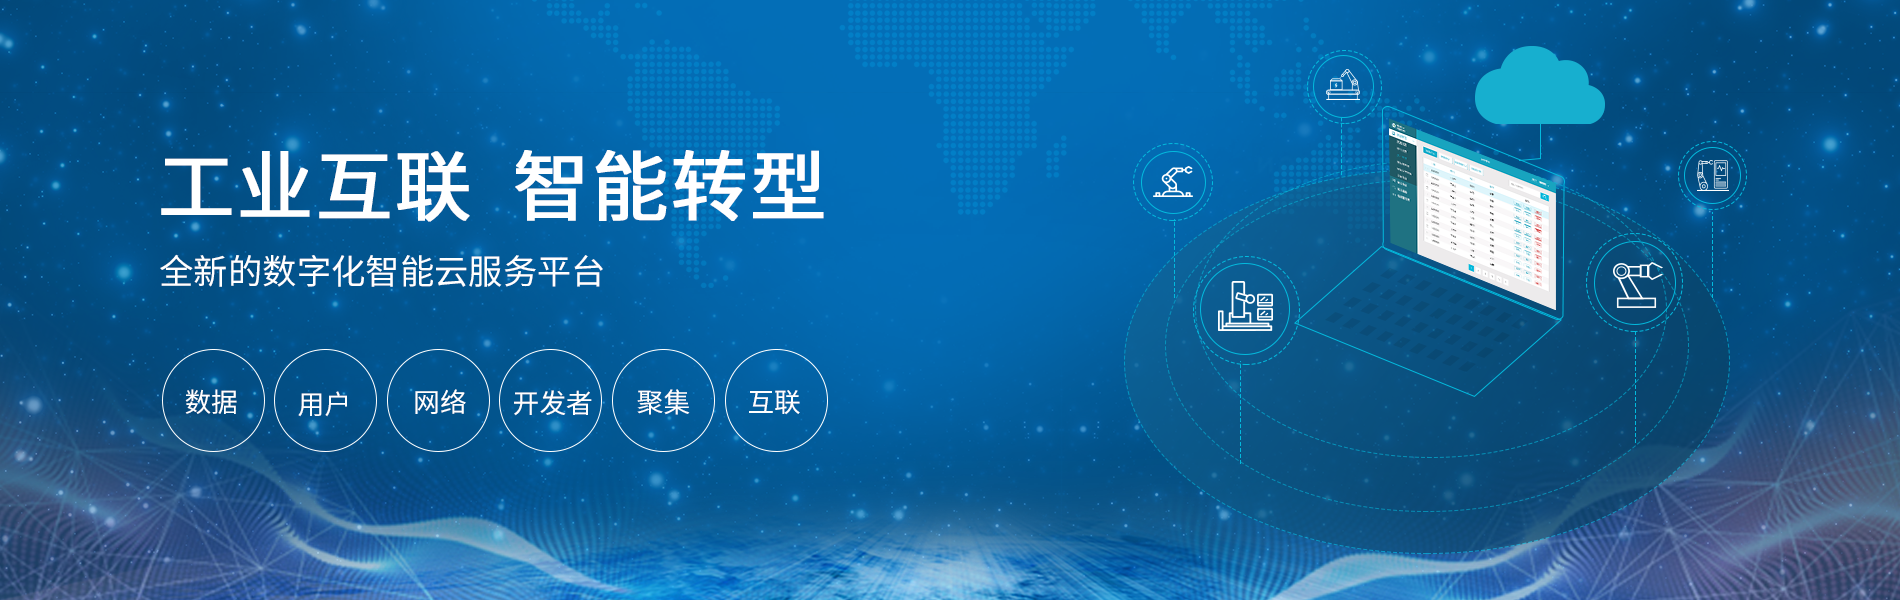 工业互联 智能转型
全新的数字化智能云服务平台
数据 用户 网络 开发者 聚集 互联